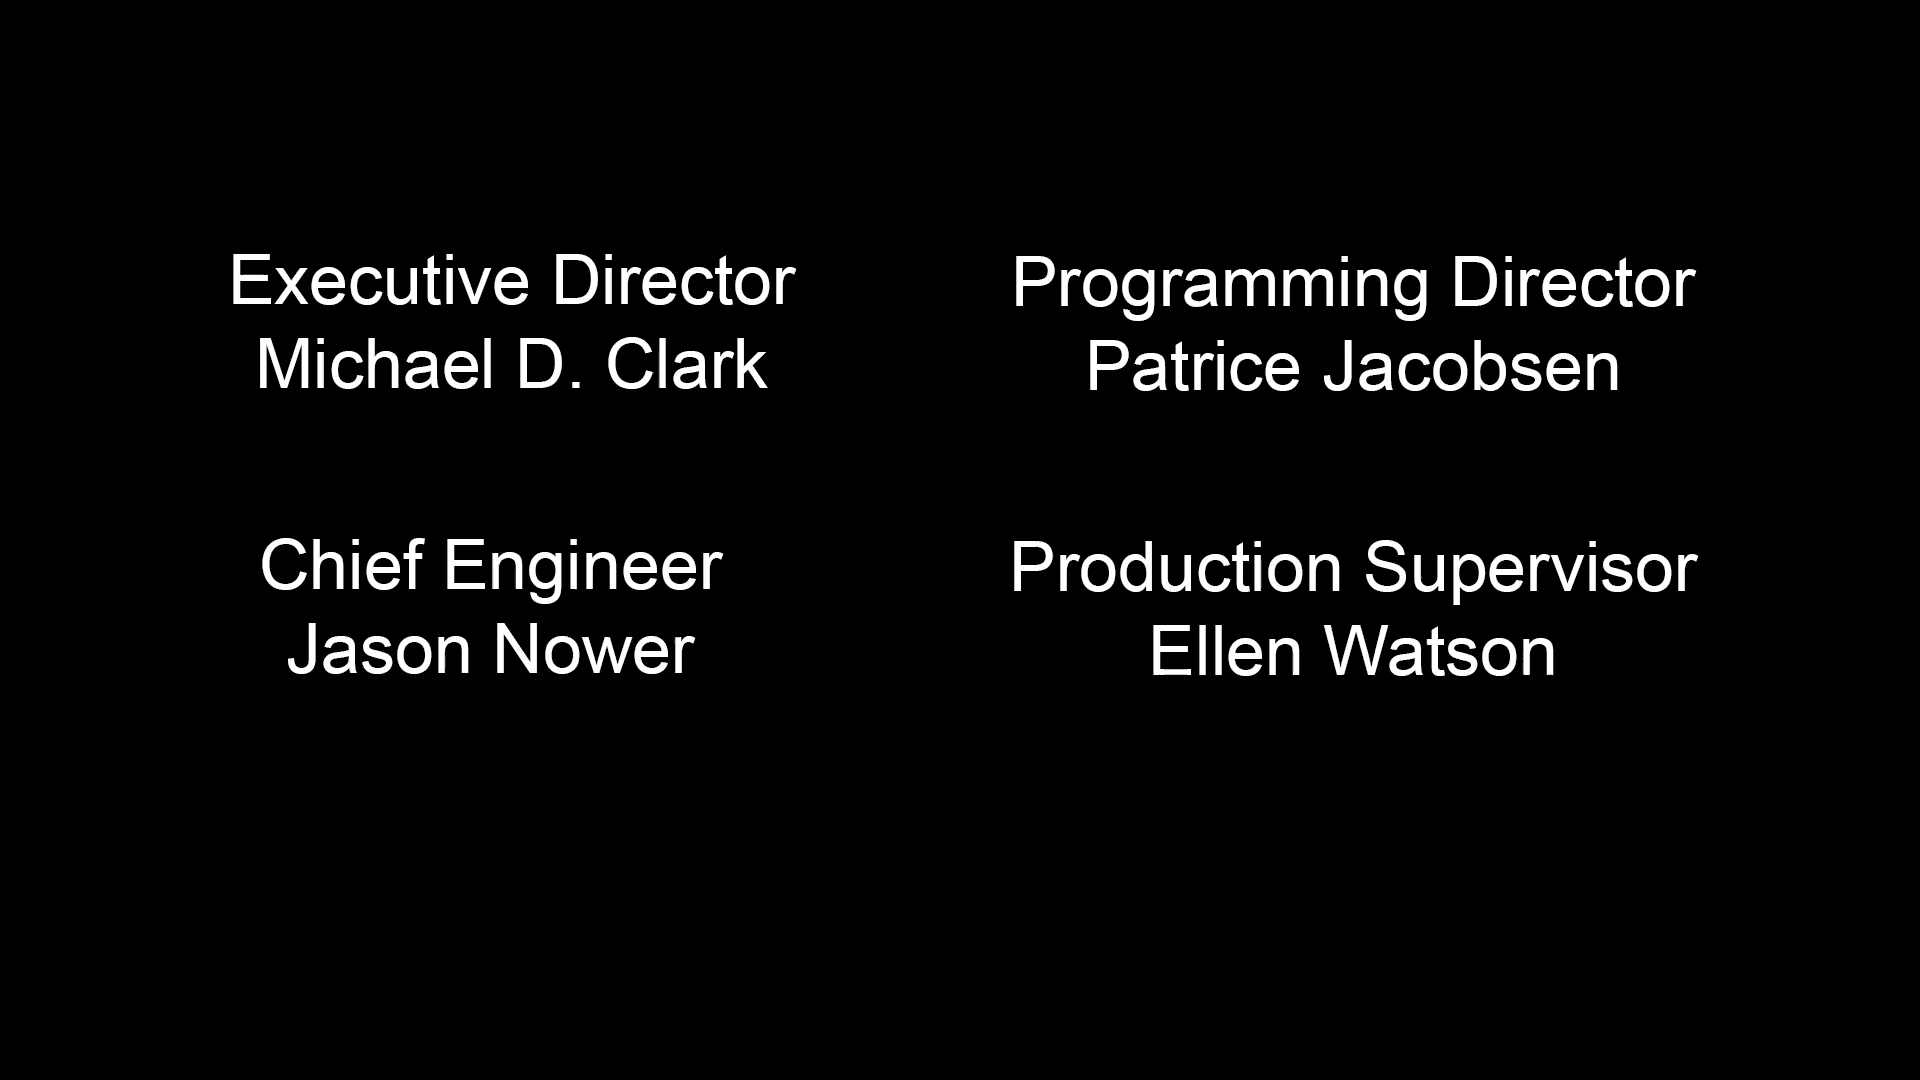 Executive Director
Michael D. Clark
Programming Director
Patrice Jacobsen
Chief Engineer
Jason Nower
Production Supervisor
Ellen Watson